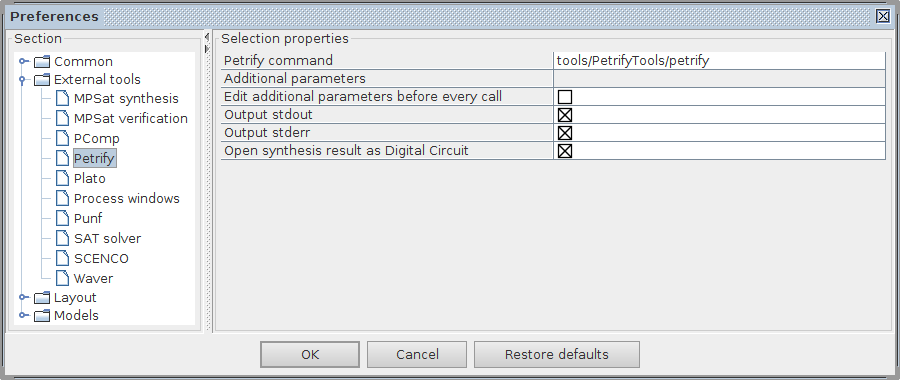 Preferences
Section
Common
External tools
MPSat synthesis
MPSat verification
PComp
Petrify
Plato
Process windows
Punf
SAT solver
SCENCO
Waver
Layout
Models
Selection properties
Petrify command tools/PetrifyTools/petrify
Additional parameters
Edit additional parameters before every call
Output stdout
Output stderr
Open synthesis result as Digital Circuit
OK Cancel Restore defaults